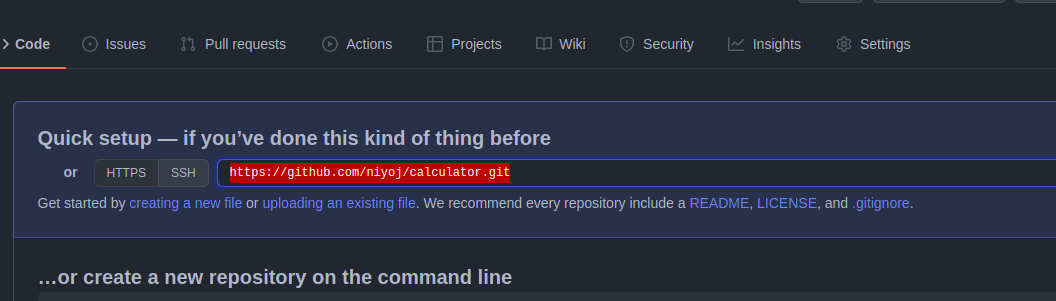 Code Issues Pull requests Actions Projects Wiki Security Insights Settings
Quick setup — if you’ve done this kind of thing before
or HTTPS SSH https://github.com/niyoj/calculator.git
Get started by creating a new file or uploading an existing file. We recommend every repository include a README, LICENSE, and .gitignore.
…or create a new repository on the command line